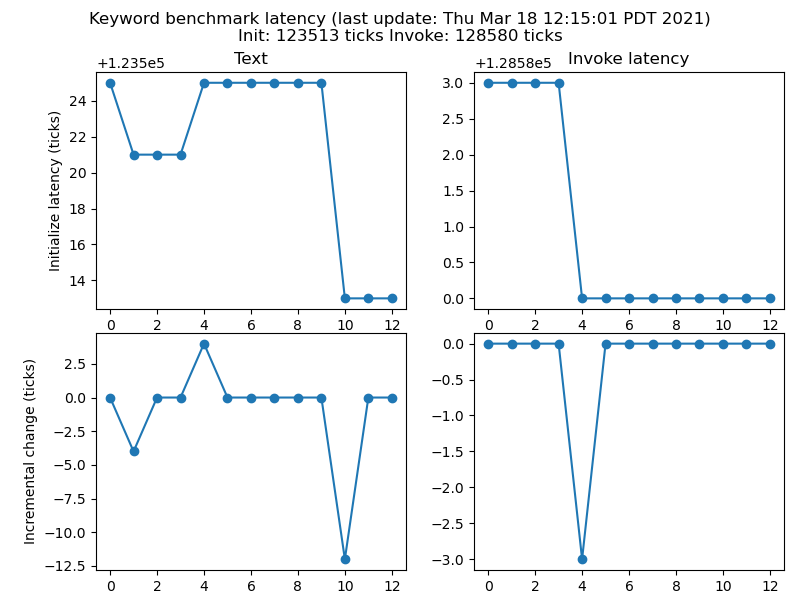 Keyword benchmark latency (last update: Thu Mar 18 12:15:01 PDT 2021)
Init: 123513 ticks Invoke: 128580 ticks
Text
+1.235e5
Initialize latency (ticks)
24
22
20
18
16
14
0 2 4 6 8 10 12
Invoke latency
+1.2858e5
3.0
2.5
2.0
1.5
1.0
0.5
0.0
0 2 4 6 8 10 12
Incremental change (ticks)
2.5
0.0
−2.5
−5.0
−7.5
−10.0
−12.5
0 2 4 6 8 10 12
0.0
−0.5
−1.0
−1.5
−2.0
−2.5
−3.0
0 2 4 6 8 10 12